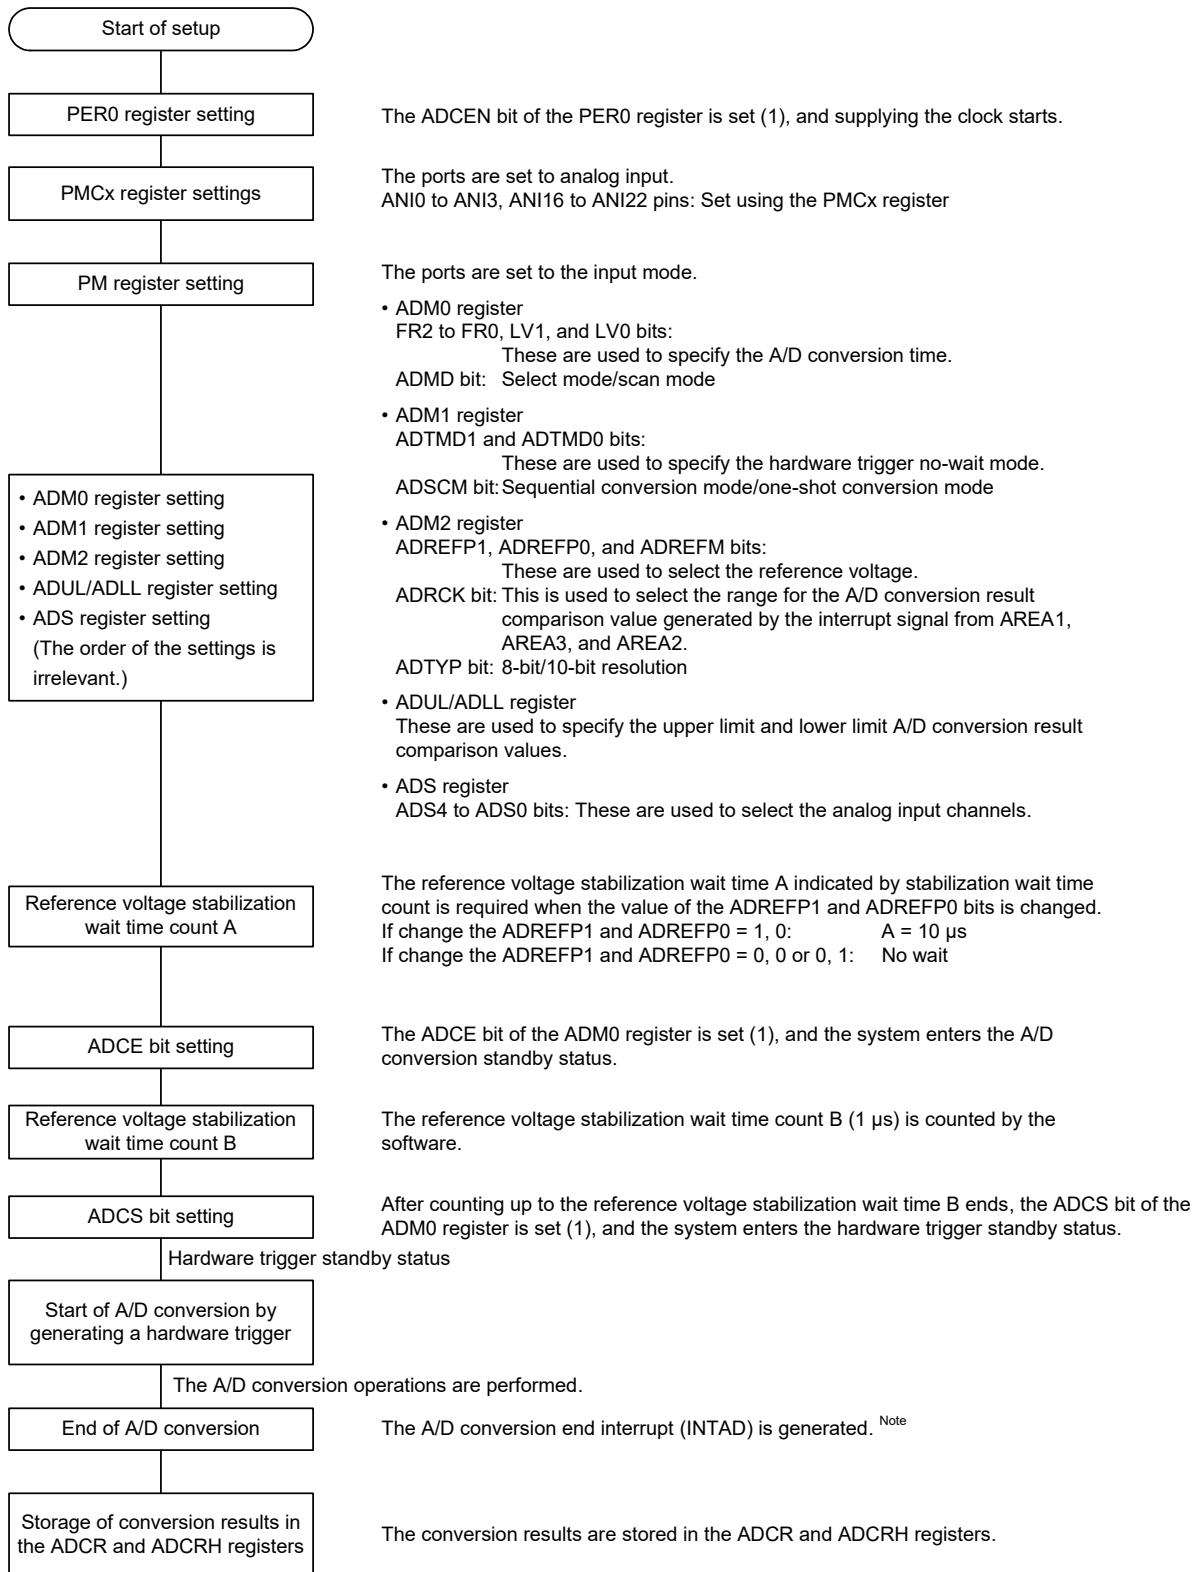 Start of setup
PER0 register setting
The ADCEN bit of the PER0 register is set (1), and supplying the clock starts.
PMCx register settings
The ports are set to analog input.
ANI0 to ANI3, ANI16 to ANI22 pins: Set using the PMCx register
PM register setting
The ports are set to the input mode.
• ADM0 register setting
• ADM1 register setting
• ADM2 register setting
• ADUL/ADLL register setting
• ADS register setting
(The order of the settings is
irrelevant.)
• ADM0 register
FR2 to FR0, LV1, and LV0 bits:
These are used to specify the A/D conversion time.
ADMD bit: Select mode/scan mode
• ADM1 register
ADTMD1 and ADTMD0 bits:
These are used to specify the hardware trigger no-wait mode.
ADSCM bit: Sequential conversion mode/one-shot conversion mode
• ADM2 register
ADREFP1, ADREFP0, and ADREFM bits:
These are used to select the reference voltage.
ADRCK bit: This is used to select the range for the A/D conversion result
comparison value generated by the interrupt signal from AREA1,
AREA3, and AREA2.
ADTYP bit: 8-bit/10-bit resolution
• ADUL/ADLL register
These are used to specify the upper limit and lower limit A/D conversion result
comparison values.
• ADS register
ADS4 to ADS0 bits: These are used to select the analog input channels.
Reference voltage stabilization
wait time count A
The reference voltage stabilization wait time A indicated by stabilization wait time
count is required when the value of the ADREFP1 and ADREFP0 bits is changed.
If change the ADREFP1 and ADREFP0 = 1, 0: A = 10 µs
If change the ADREFP1 and ADREFP0 = 0, 0 or 0, 1: No wait
ADCE bit setting
The ADCE bit of the ADM0 register is set (1), and the system enters the A/D
conversion standby status.
Reference voltage stabilization
wait time count B
The reference voltage stabilization wait time count B (1 µs) is counted by the
software.
ADCS bit setting
After counting up to the reference voltage stabilization wait time B ends, the ADCS bit of the
ADM0 register is set (1), and the system enters the hardware trigger standby status.
Hardware trigger standby status
Start of A/D conversion by
generating a hardware trigger
The A/D conversion operations are performed.
End of A/D conversion
The A/D conversion end interrupt (INTAD) is generated. Note
Storage of conversion results in
the ADCR and ADCRH registers
The conversion results are stored in the ADCR and ADCRH registers.